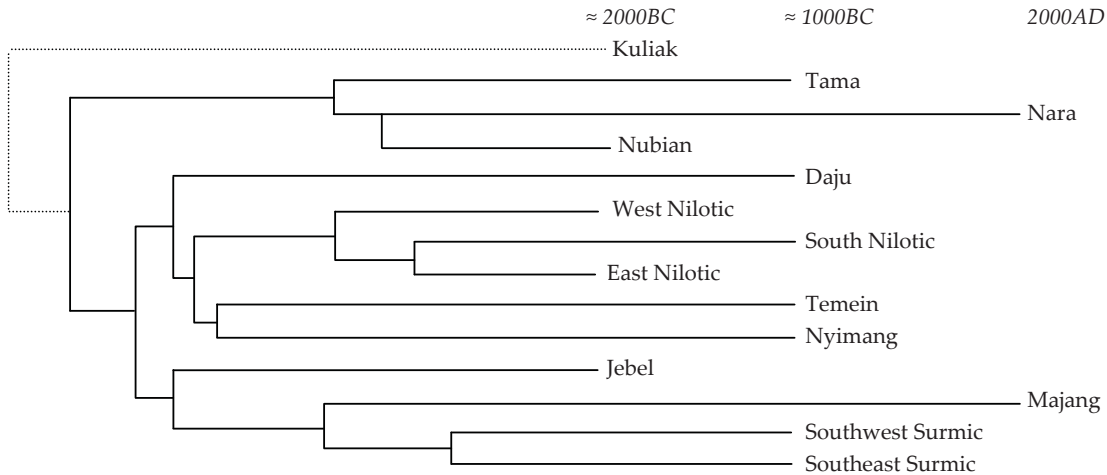 ≈ 2000BC ≈ 1000BC 2000AD
Kuliak
Tama
Nara
Nubian
Daju
West Nilotic
South Nilotic
East Nilotic
Temein
Nyimang
Jebel
Majang
Southwest Surmic
Southeast Surmic